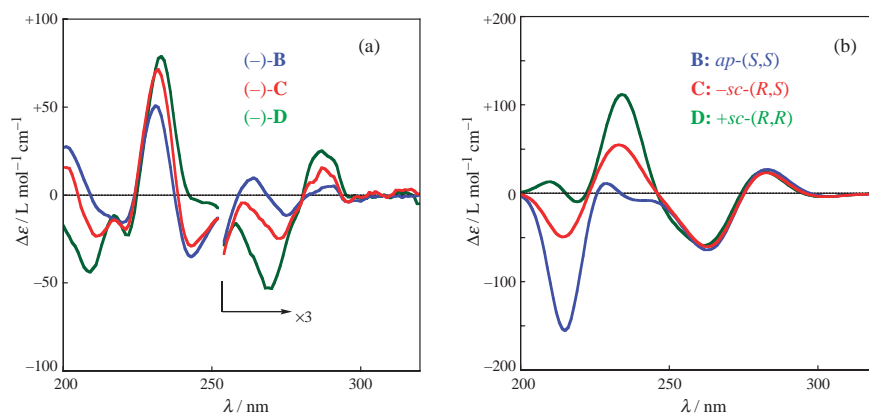 +100
(a)
(–)-B
(–)-C
(–)-D
+50
0
–50
–100
Δε / L mol⁻¹ cm⁻¹
×3
200
250
300
λ / nm
+200
(b)
B: ap-(S,S)
C: –sc-(R,S)
D: +sc-(R,R)
+100
0
–100
–200
Δε / L mol⁻¹ cm⁻¹
200
250
300
λ / nm